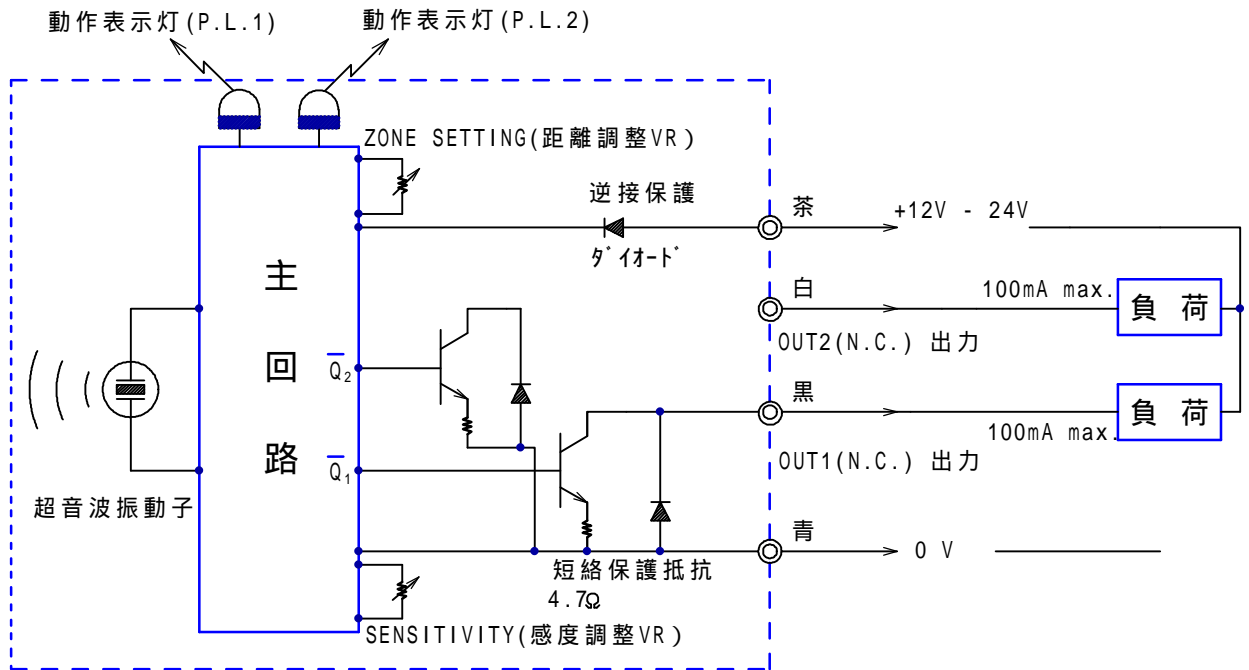 動作表示灯(P.L.1)
動作表示灯(P.L.2)
ZONE SETTING(距離調整VR)
逆接保護
ダイオード
茶
+12V - 24V
主回路
白
100mA max.
負荷
OUT2(N.C.) 出力
Q̅2
黒
負荷
100mA max.
OUT1(N.C.) 出力
Q̅1
超音波振動子
青
0 V
短絡保護抵抗
4.7Ω
SENSITIVITY(感度調整VR)